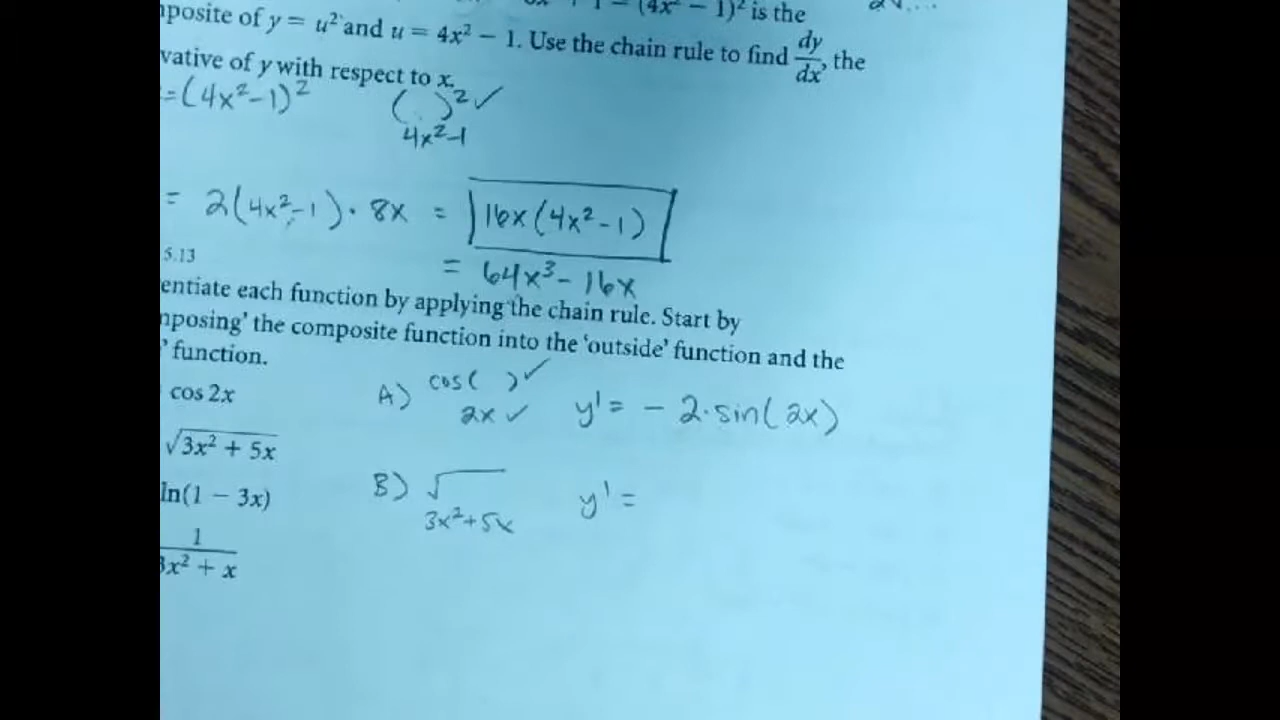 (4x² − 1)² is the
mposite of y = u² and u = 4x² − 1. Use the chain rule to find dy/dx, the
vative of y with respect to x.
=(4x²-1)² ( )² ✓
4x²-1
= 2(4x²-1)·8x = 16x(4x²-1)
= 64x³-16x
5.13
entiate each function by applying the chain rule. Start by
mposing' the composite function into the 'outside' function and the
' function.
cos 2x A) cos( ) ✓ y' = -2·sin(2x)
2x ✓
√3x² + 5x
B) √ y' =
ln(1 − 3x) 3x²+5x
1
3x² + x